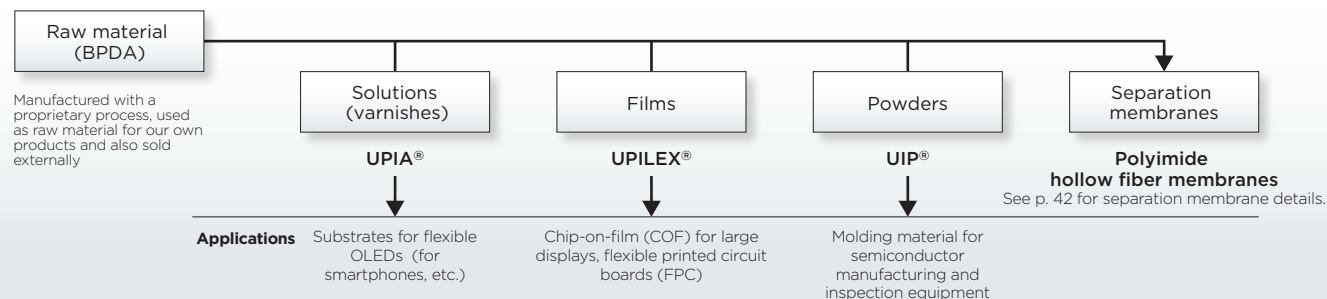 Raw material
(BPDA)
Manufactured with a
proprietary process, used
as raw material for our own
products and also sold
externally
Solutions
(varnishes)
UPIA®
Films
UPILEX®
Powders
UIP®
Separation
membranes
Polyimide
hollow fiber membranes
See p. 42 for separation membrane details.
Applications
Substrates for flexible
OLEDs (for
smartphones, etc.)
Chip-on-film (COF) for large
displays, flexible printed circuit
boards (FPC)
Molding material for
semiconductor
manufacturing and
inspection equipment